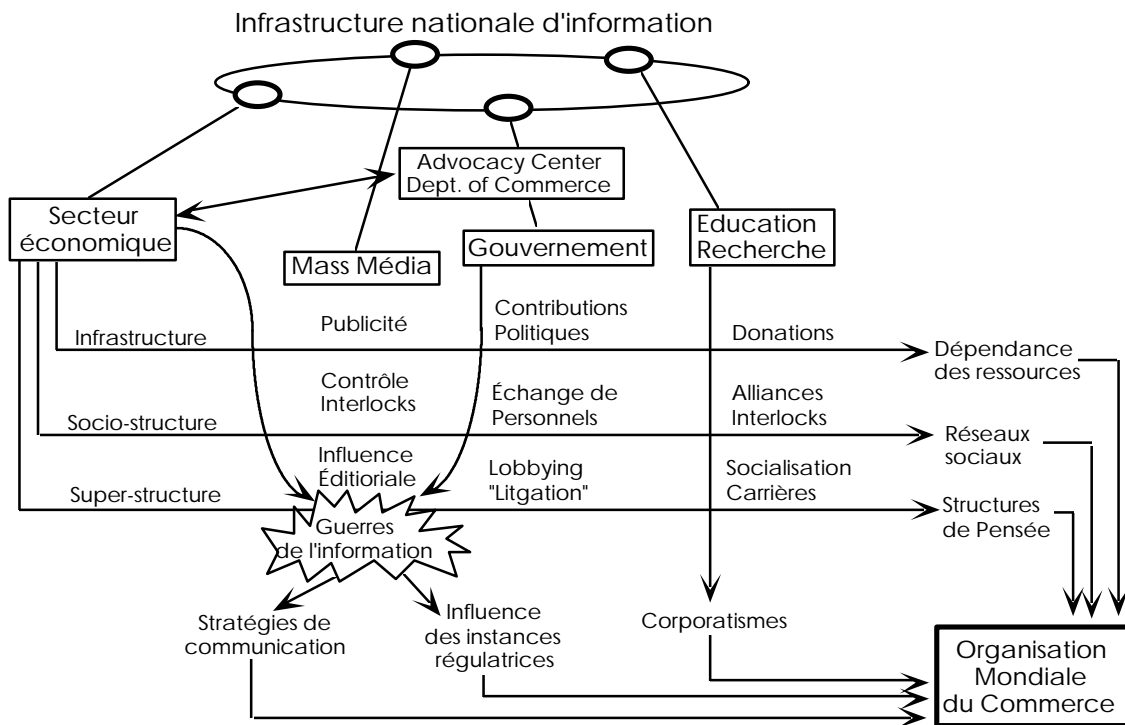 Infrastructure nationale d'information
Advocacy Center
Dept. of Commerce
Secteur
économique
Mass Média
Gouvernement
Education
Recherche
Infrastructure
Publicité
Contributions
Politiques
Donations
Dépendance
des ressources
Socio-structure
Contrôle
Interlocks
Échange de
Personnels
Alliances
Interlocks
Réseaux
sociaux
Super-structure
Influence
Éditioriale
Lobbying
"Litgation"
Socialisation
Carrières
Structures
de Pensée
Guerres
de l'information
Stratégies de
communication
Influence
des instances
régulatrices
Corporatismes
Organisation
Mondiale
du Commerce